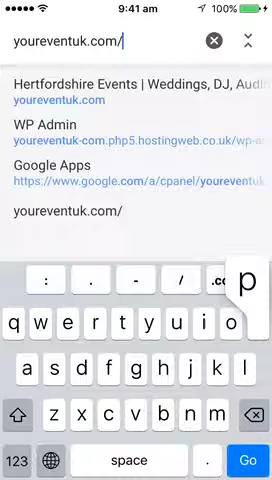 9:41 am
100%
youreventuk.com/
Hertfordshire Events | Weddings, DJ, Audi
youreventuk.com
WP Admin
youreventuk-com.php5.hostingweb.co.uk/wp-a
Google Apps
https://www.google.com/a/cpanel/youreventuk
youreventuk.com/
: . - / .co
p
q w e r t y u i o
a s d f g h j k l
z x c v b n m
123 space . Go